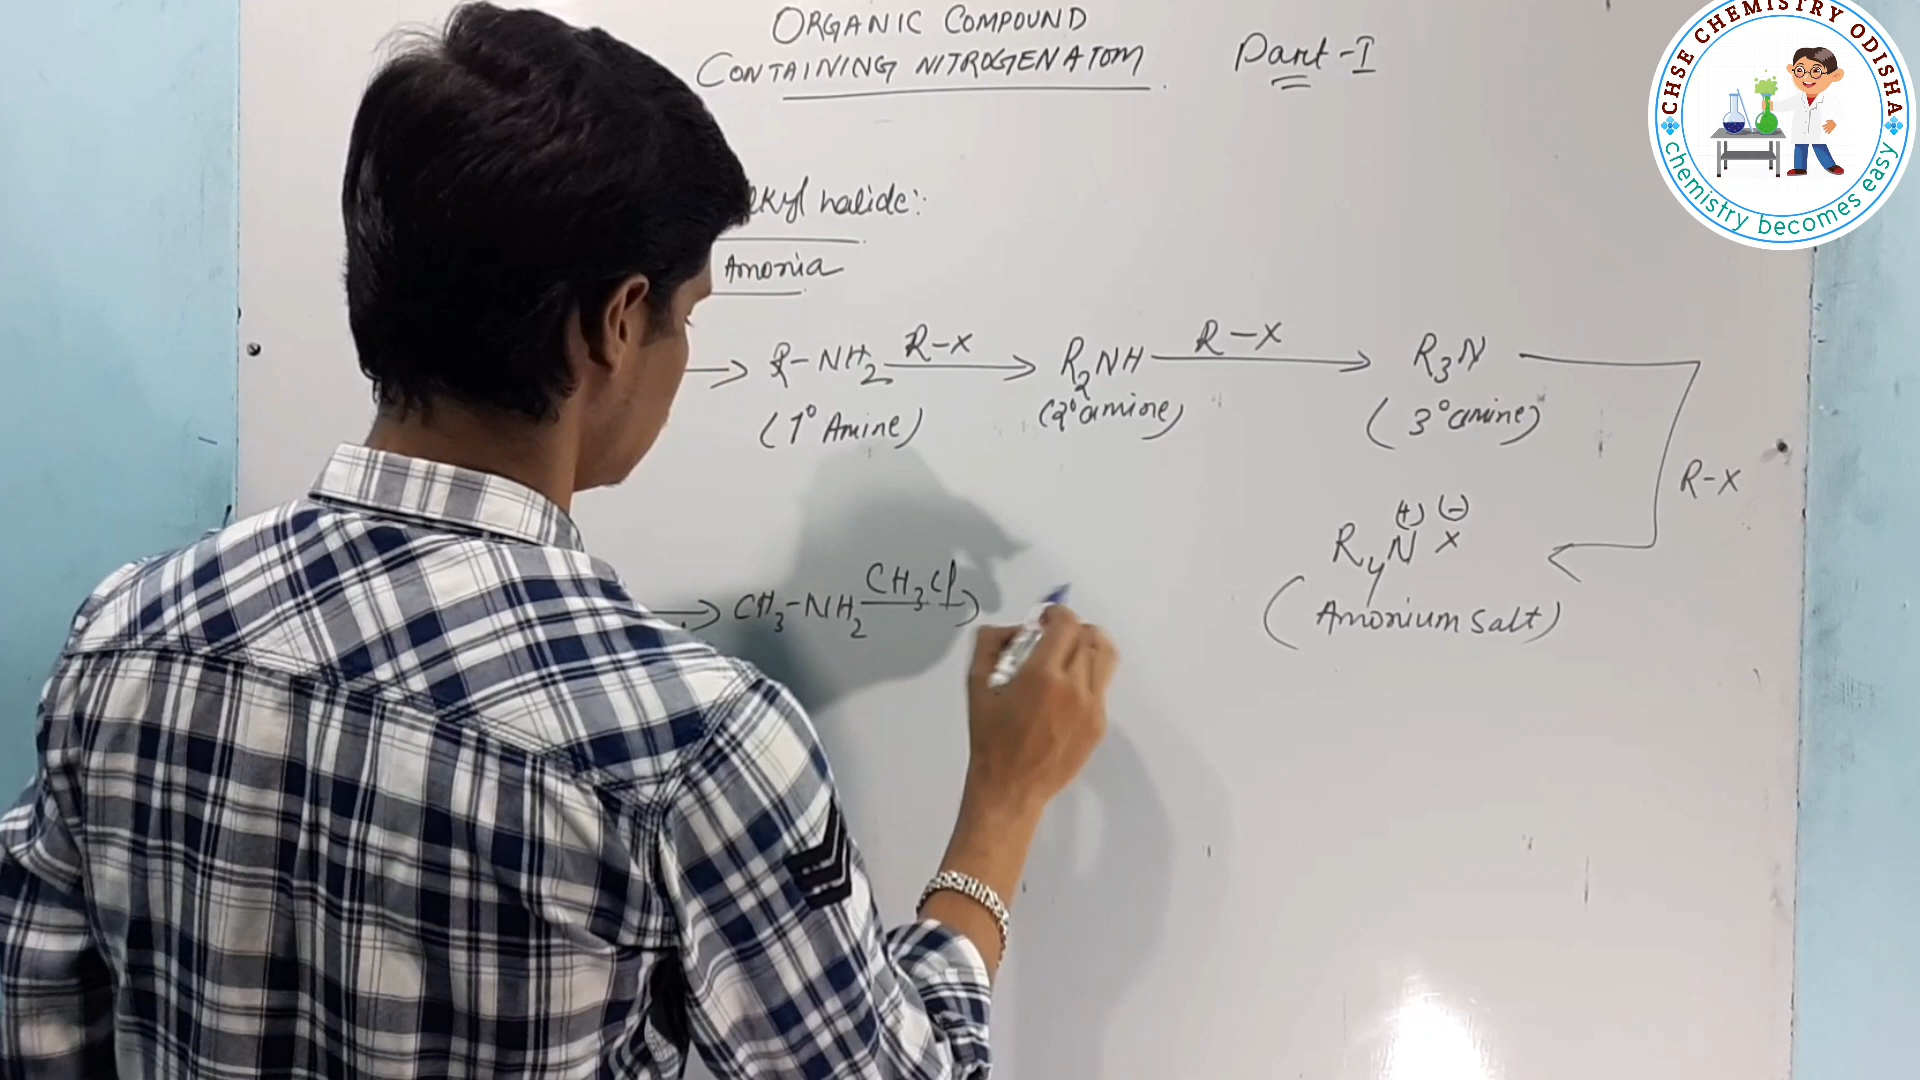 ORGANIC COMPOUND
CONTAINING NITROGEN ATOM Part-I
CHSE CHEMISTRY ODISHA
chemistry becomes easy
halide:
Amonia
R-NH2 R-X R2NH R-X R3N
(1° Amine) (2° amine) (3° amine)
R-X
R4N(+) X(-)
(Amonium Salt)
CH3-NH2 CH3Cl